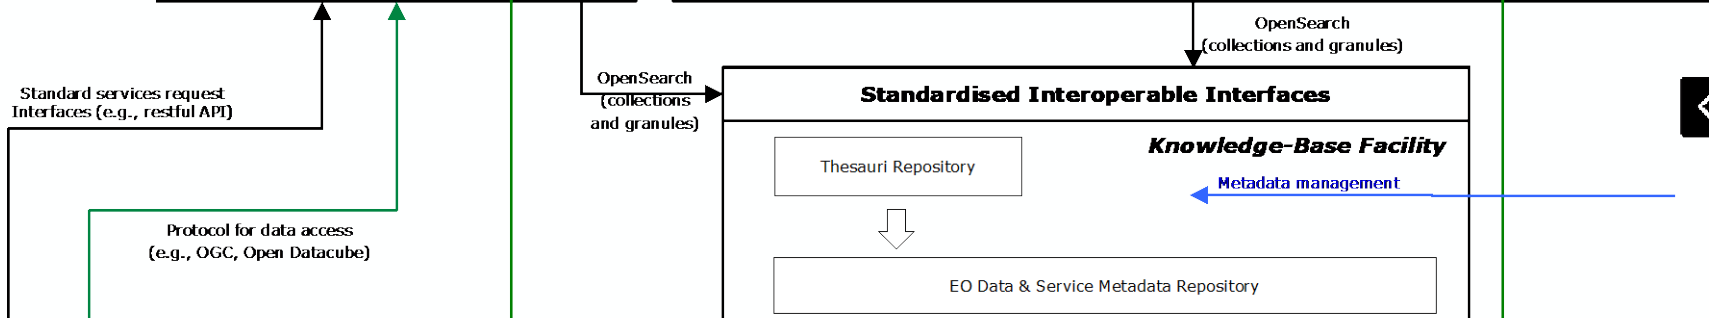 OpenSearch
(collections and granules)
OpenSearch
(collections
and granules)
Standard services request
Interfaces (e.g., restful API)
Standardised Interoperable Interfaces
Knowledge-Base Facility
Thesauri Repository
Metadata management
Protocol for data access
(e.g., OGC, Open Datacube)
EO Data & Service Metadata Repository